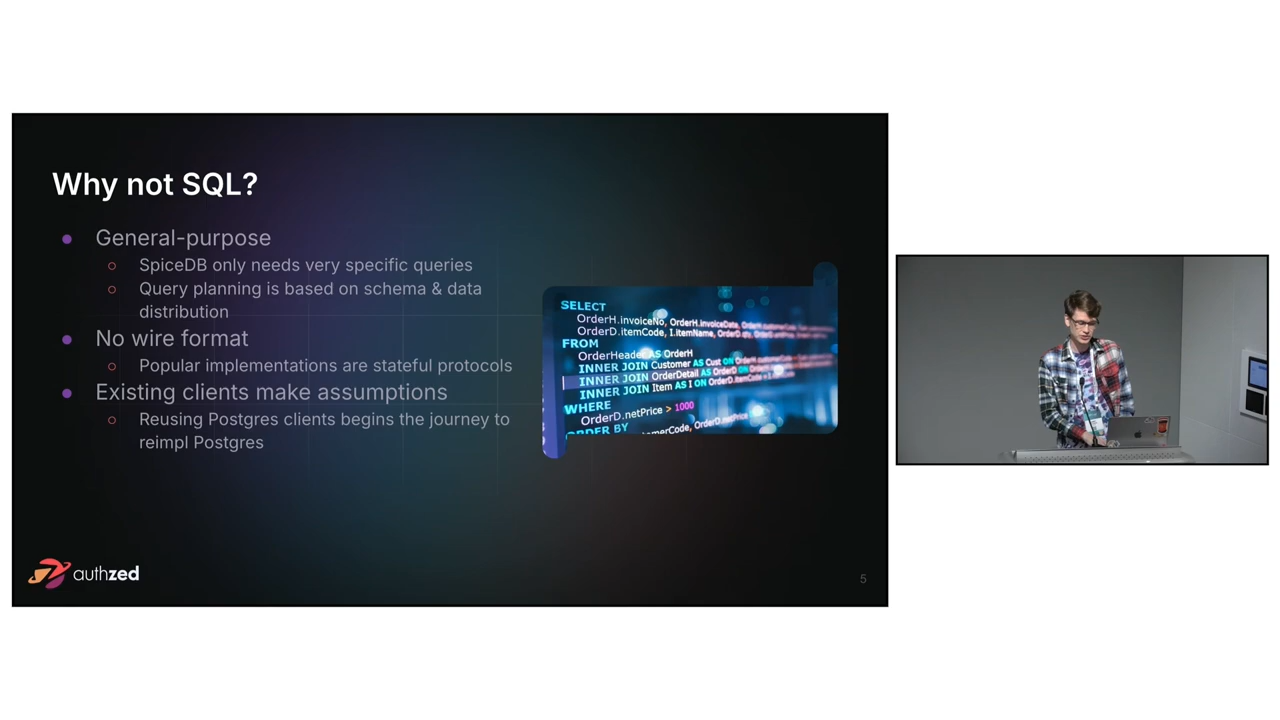 Why not SQL?
● General-purpose
○ SpiceDB only needs very specific queries
○ Query planning is based on schema & data
distribution
● No wire format
○ Popular implementations are stateful protocols
● Existing clients make assumptions
○ Reusing Postgres clients begins the journey to
reimpl Postgres
SELECT
OrderH.invoiceNo, OrderH.invoiceDate,
OrderD.itemCode, I.itemName, OrderD.qty,
FROM
OrderHeader AS OrderH
INNER JOIN Customer AS Cust ON
INNER JOIN OrderDetail AS OrderD ON
INNER JOIN Item AS I ON OrderD.itemCode =
WHERE
OrderD.netPrice > 1000
ORDER BY
authzed
5